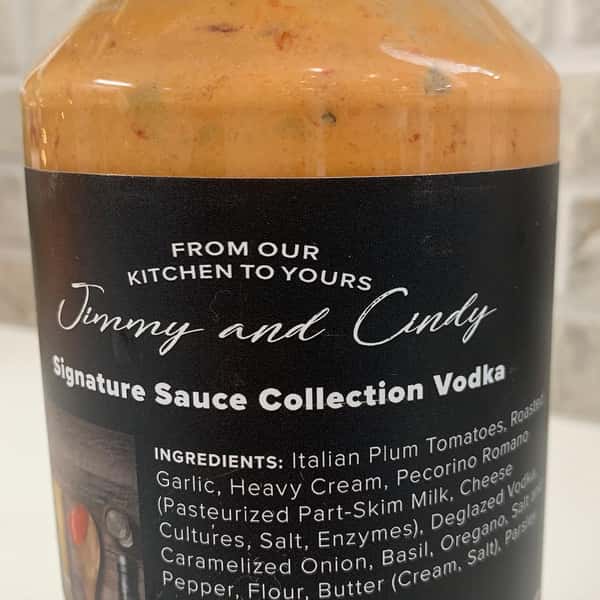 FROM OUR
KITCHEN TO YOURS
Jimmy and Cindy
Signature Sauce Collection Vodka
INGREDIENTS: Italian Plum Tomatoes, Roasted
Garlic, Heavy Cream, Pecorino Romano
(Pasteurized Part-Skim Milk, Cheese
Cultures, Salt, Enzymes), Deglazed Vodka,
Caramelized Onion, Basil, Oregano, Salt and
Pepper, Flour, Butter (Cream, Salt), Parsley